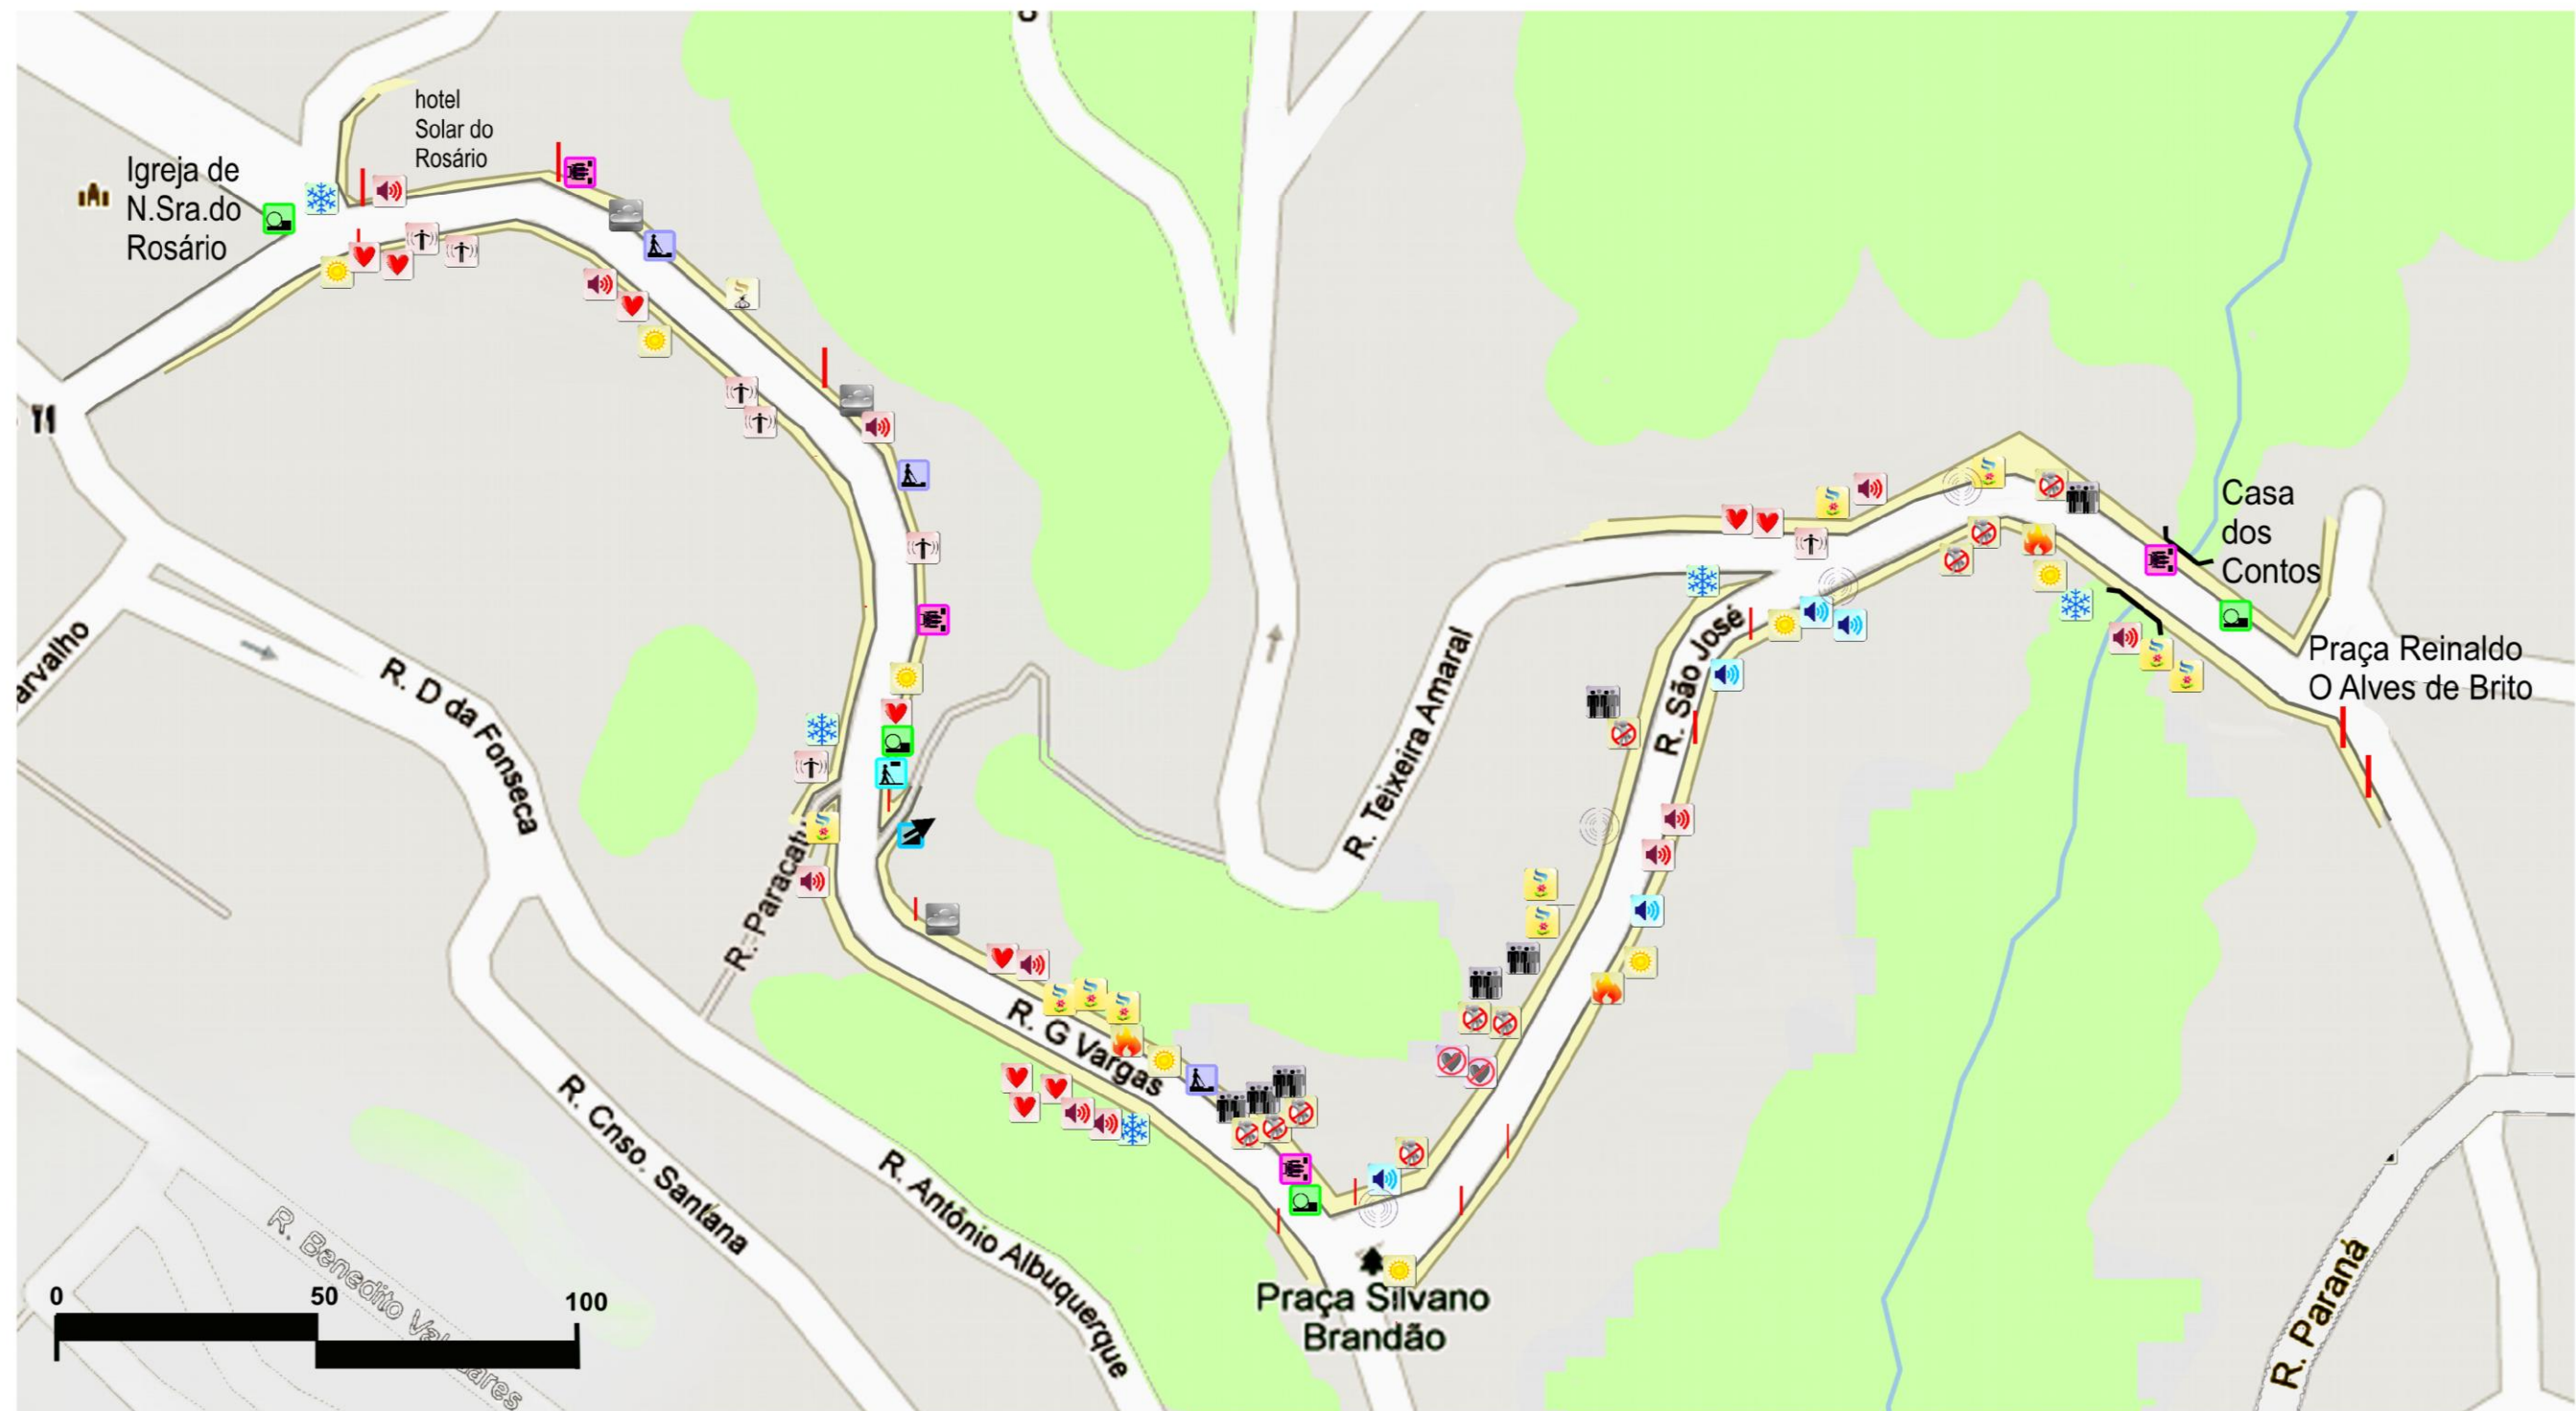 hotel
Solar do
Rosário
Igreja de
N.Sra.do
Rosário
arvalho
R. D da Fonseca
R. Paracatu
R. G Vargas
R. Cnso. Santana
R. Antônio Albuquerque
R. Benedito Valadares
R. Teixeira Amaral
R. São José
Casa
dos
Contos
Praça Reinaldo
O Alves de Brito
Praça Silvano
Brandão
R. Paraná
0 50 100